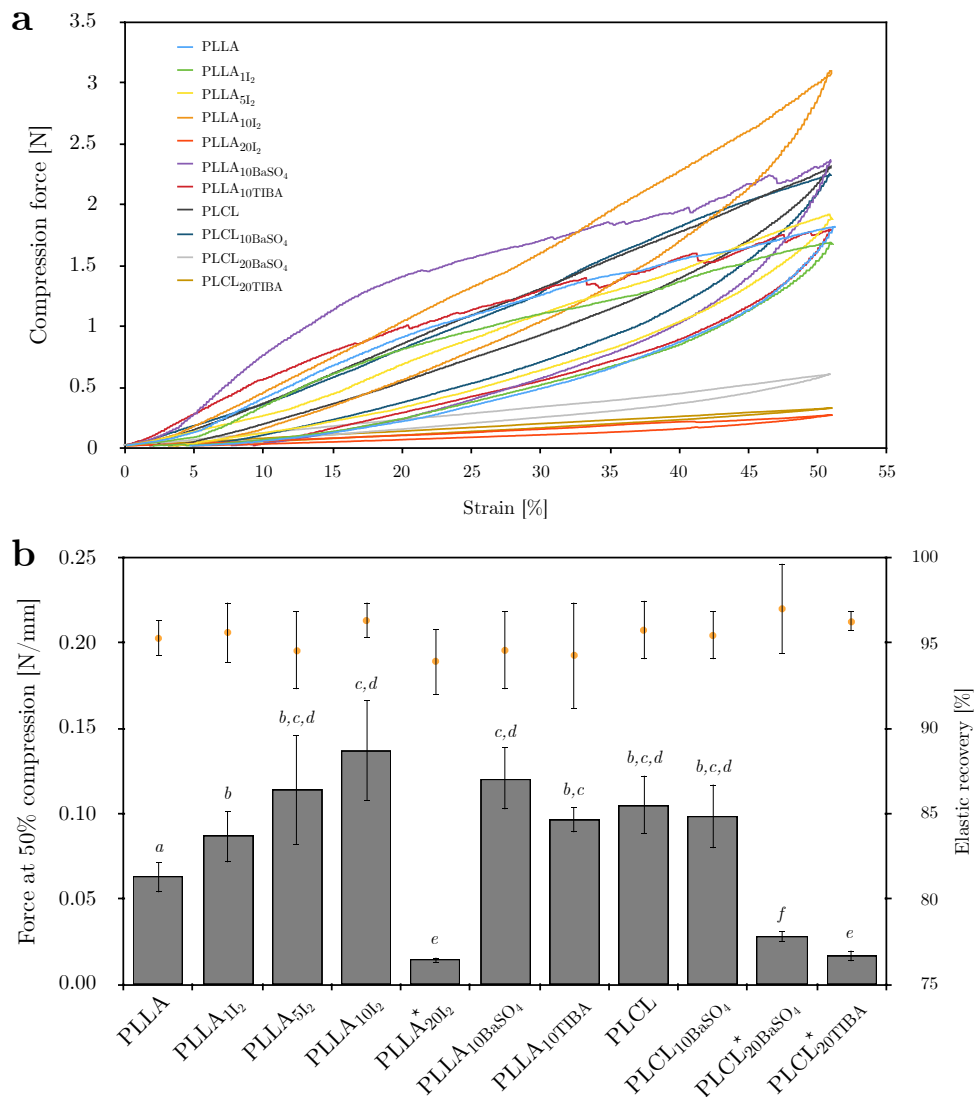 a
3.5
3
2.5
2
1.5
1
0.5
0
Compression force [N]
PLLA
PLLA1I2
PLLA5I2
PLLA10I2
PLLA20I2
PLLA10BaSO4
PLLA10TIBA
PLCL
PLCL10BaSO4
PLCL20BaSO4
PLCL20TIBA
0 5 10 15 20 25 30 35 40 45 50 55
Strain [%]
b
0.25
0.20
0.15
0.10
0.05
0.00
Force at 50% compression [N/mm]
a
b
b,c,d
c,d
e
c,d
b,c
b,c,d
b,c,d
f
e
100
95
90
85
80
75
Elastic recovery [%]
PLLA
PLLA1I2
PLLA5I2
PLLA10I2
PLLA*20I2
PLLA10BaSO4
PLLA10TIBA
PLCL
PLCL10BaSO4
PLCL*20BaSO4
PLCL*20TIBA